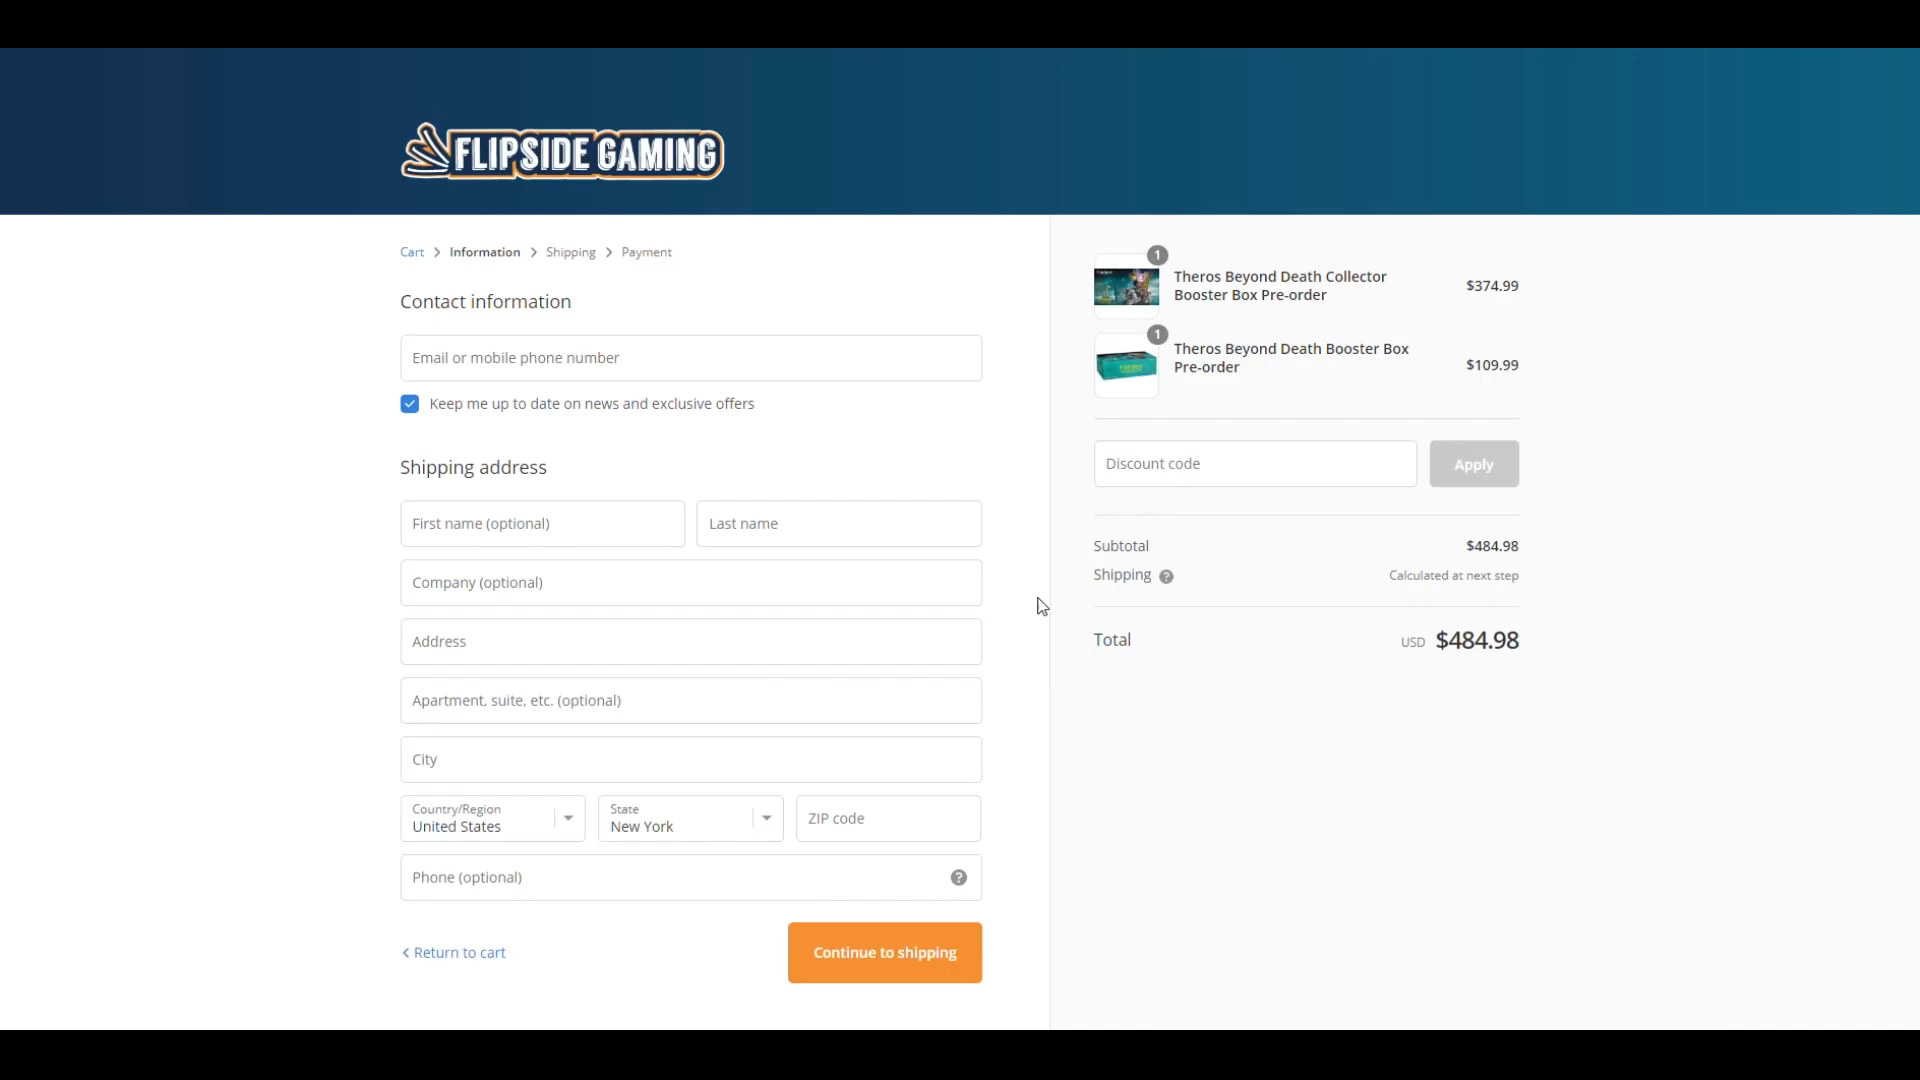 FLIPSIDE GAMING
Cart > Information > Shipping > Payment
Contact information
Email or mobile phone number
Keep me up to date on news and exclusive offers
Shipping address
First name (optional)
Last name
Company (optional)
Address
Apartment, suite, etc. (optional)
City
Country/Region
United States
State
New York
ZIP code
Phone (optional)
?
< Return to cart
Continue to shipping
1
Theros Beyond Death Collector
Booster Box Pre-order
$374.99
1
Theros Beyond Death Booster Box
Pre-order
$109.99
Discount code
Apply
Subtotal
$484.98
Shipping ?
Calculated at next step
Total
USD $484.98